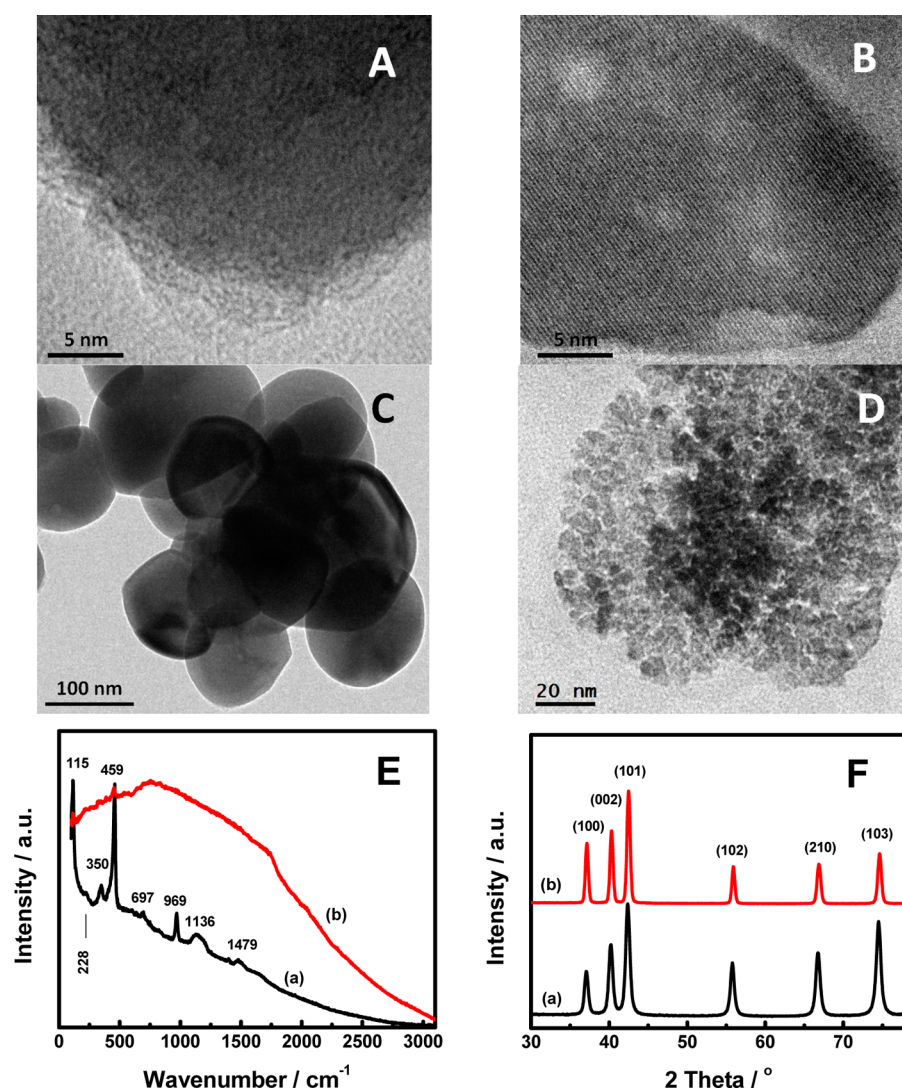 A
5 nm
B
5 nm
C
100 nm
D
20 nm
E
115
459
350
228
697
969
1136
1479
(b)
(a)
Intensity / a.u.
0 500 1000 1500 2000 2500 3000
Wavenumber / cm⁻¹
F
(100)
(002)
(101)
(102)
(210)
(103)
(b)
(a)
Intensity / a.u.
30 40 50 60 70
2 Theta / °